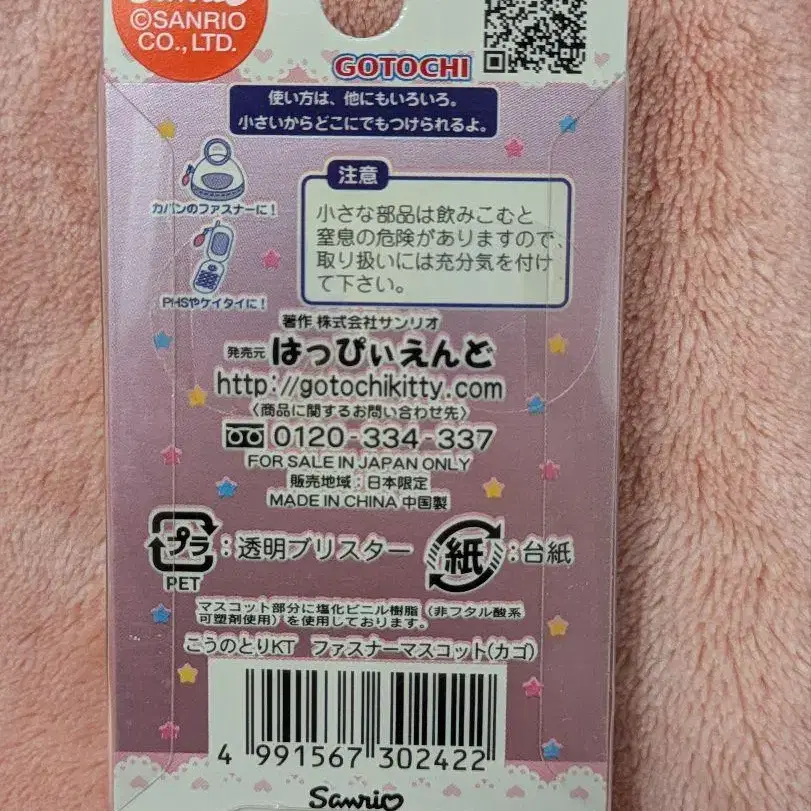 ©SANRIO
CO.,LTD.
GOTOCHI
使い方は、他にもいろいろ。
小さいからどこにでもつけられるよ。
カバンのファスナーに!
PHSやケイタイに!
注意
小さな部品は飲みこむと
窒息の危険がありますので、
取り扱いには充分気を付け
て下さい。
著作 株式会社サンリオ
発売元 はっぴぃえんど
http://gotochikitty.com
〈商品に関するお問い合わせ先〉
0120-334-337
FOR SALE IN JAPAN ONLY
販売地域:日本限定
MADE IN CHINA 中国製
プラ:透明ブリスター
PET
紙:台紙
マスコット部分に塩化ビニル樹脂(非フタル酸系
可塑剤使用)を使用しております。
こうのとりKT ファスナーマスコット(カゴ)
4 991567 302422
Sanrio